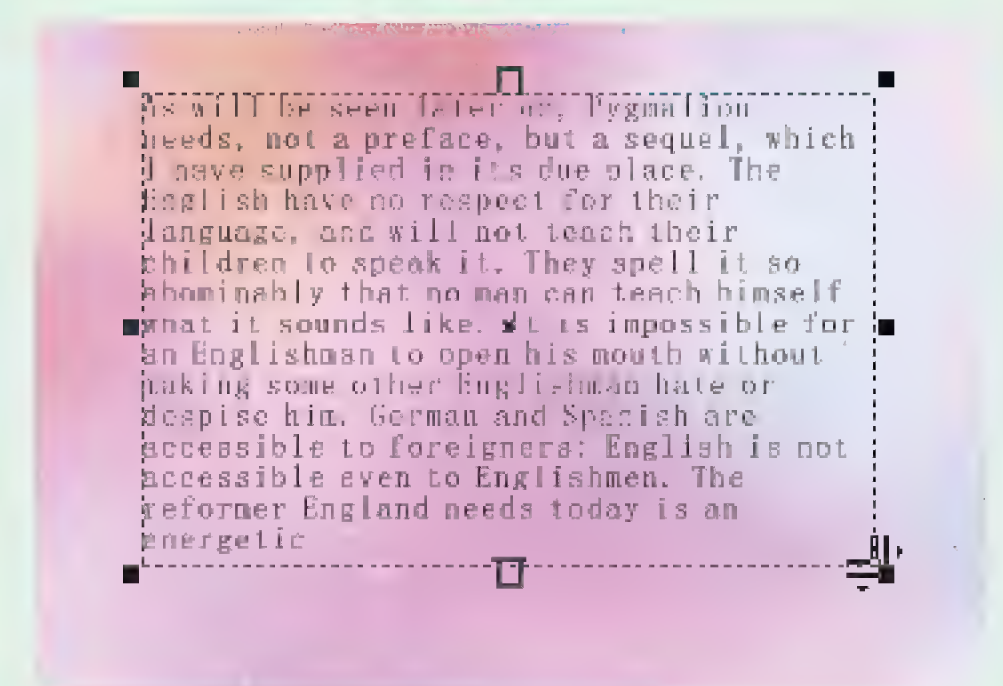 As will be seen later on, Pygmalion
needs, not a preface, but a sequel, which
I have supplied in its due place. The
English have no respect for their
language, and will not teach their
children to speak it. They spell it so
abominably that no man can teach himself
what it sounds like. It is impossible for
an Englishman to open his mouth without
making some other Englishman hate or
despise him. German and Spanish are
accessible to foreigners: English is not
accessible even to Englishmen. The
reformer England needs today is an
energetic